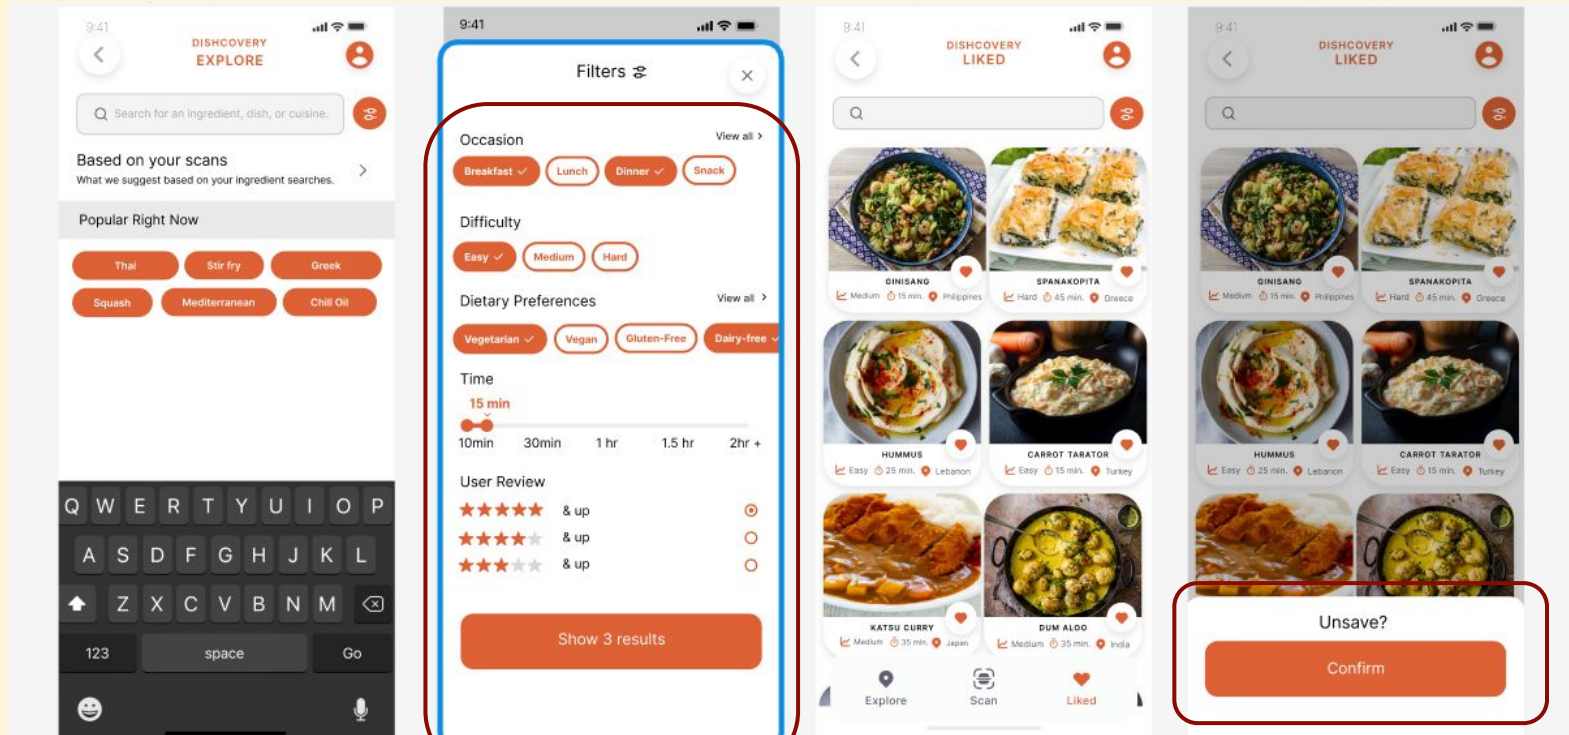 9:41
DISHCOVERY
EXPLORE
Search for an ingredient, dish, or cuisine.
Based on your scans
What we suggest based on your ingredient searches.
Popular Right Now
Thai Stir fry Greek
Squash Mediterranean Chili Oil
Q W E R T Y U I O P
A S D F G H J K L
Z X C V B N M
123 space Go
9:41
Filters
Occasion View all >
Breakfast ✓ Lunch Dinner ✓ Snack
Difficulty
Easy ✓ Medium Hard
Dietary Preferences View all >
Vegetarian ✓ Vegan Gluten-Free Dairy-free ✓
Time
15 min
10min 30min 1 hr 1.5 hr 2hr +
User Review
& up
& up
& up
Show 3 results
9:41
DISHCOVERY
LIKED
GINISANG SPANAKOPITA
Medium 15 min. Philippines Hard 45 min. Greece
HUMMUS CARROT TARATOR
Easy 25 min. Lebanon Easy 15 min. Turkey
KATSU CURRY DUM ALOO
Medium 35 min. Japan Medium 35 min. India
Explore Scan Liked
9:41
DISHCOVERY
LIKED
GINISANG SPANAKOPITA
Medium 15 min. Philippines Hard 45 min. Greece
HUMMUS CARROT TARATOR
Easy 25 min. Lebanon Easy 15 min. Turkey
Unsave?
Confirm